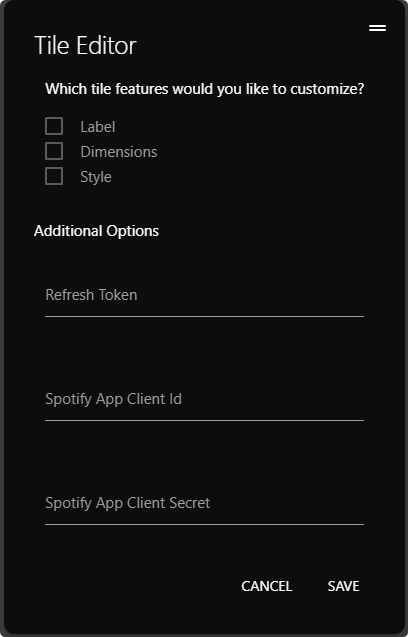 Tile Editor
Which tile features would you like to customize?
Label
Dimensions
Style
Additional Options
Refresh Token
Spotify App Client Id
Spotify App Client Secret
CANCEL SAVE